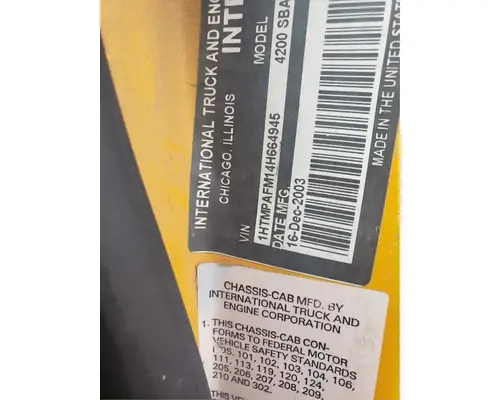 INTERNATIONAL TRUCK AND
CHICAGO, ILLINOIS
VIN
1HTMPAFM14H664945
DATE MFG.
16-Dec-2003
MODEL
4200 SBA
MADE IN THE UNITED
CHASSIS-CAB MFD. BY
INTERNATIONAL TRUCK AND
ENGINE CORPORATION
1. THIS CHASSIS-CAB CON-
FORMS TO FEDERAL MOTOR
VEHICLE SAFETY STANDARDS
NOS. 101, 102, 103, 104, 106,
111, 113, 119, 120, 124,
205, 206, 207, 208, 209,
210 AND 302.
THIS